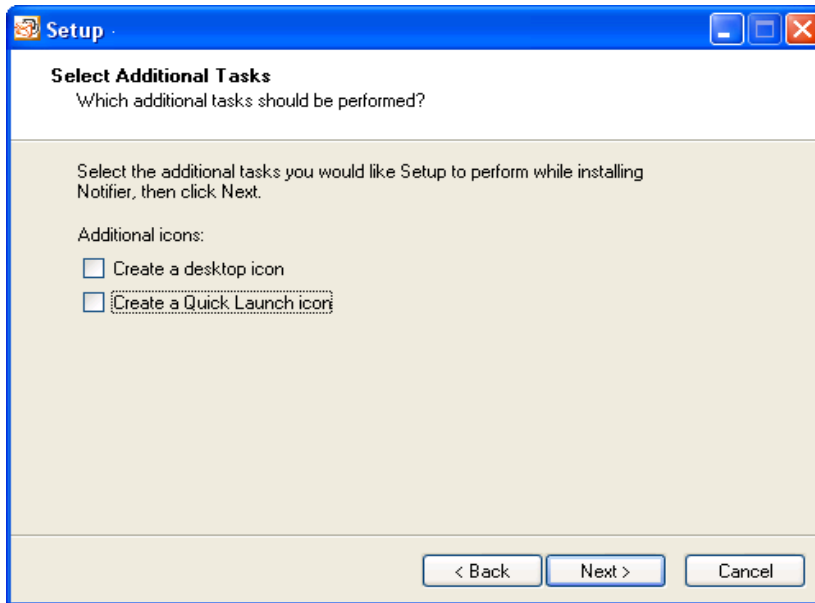 Setup
Select Additional Tasks
Which additional tasks should be performed?
Select the additional tasks you would like Setup to perform while installing
Notifier, then click Next.
Additional icons:
Create a desktop icon
Create a Quick Launch icon
< Back
Next >
Cancel